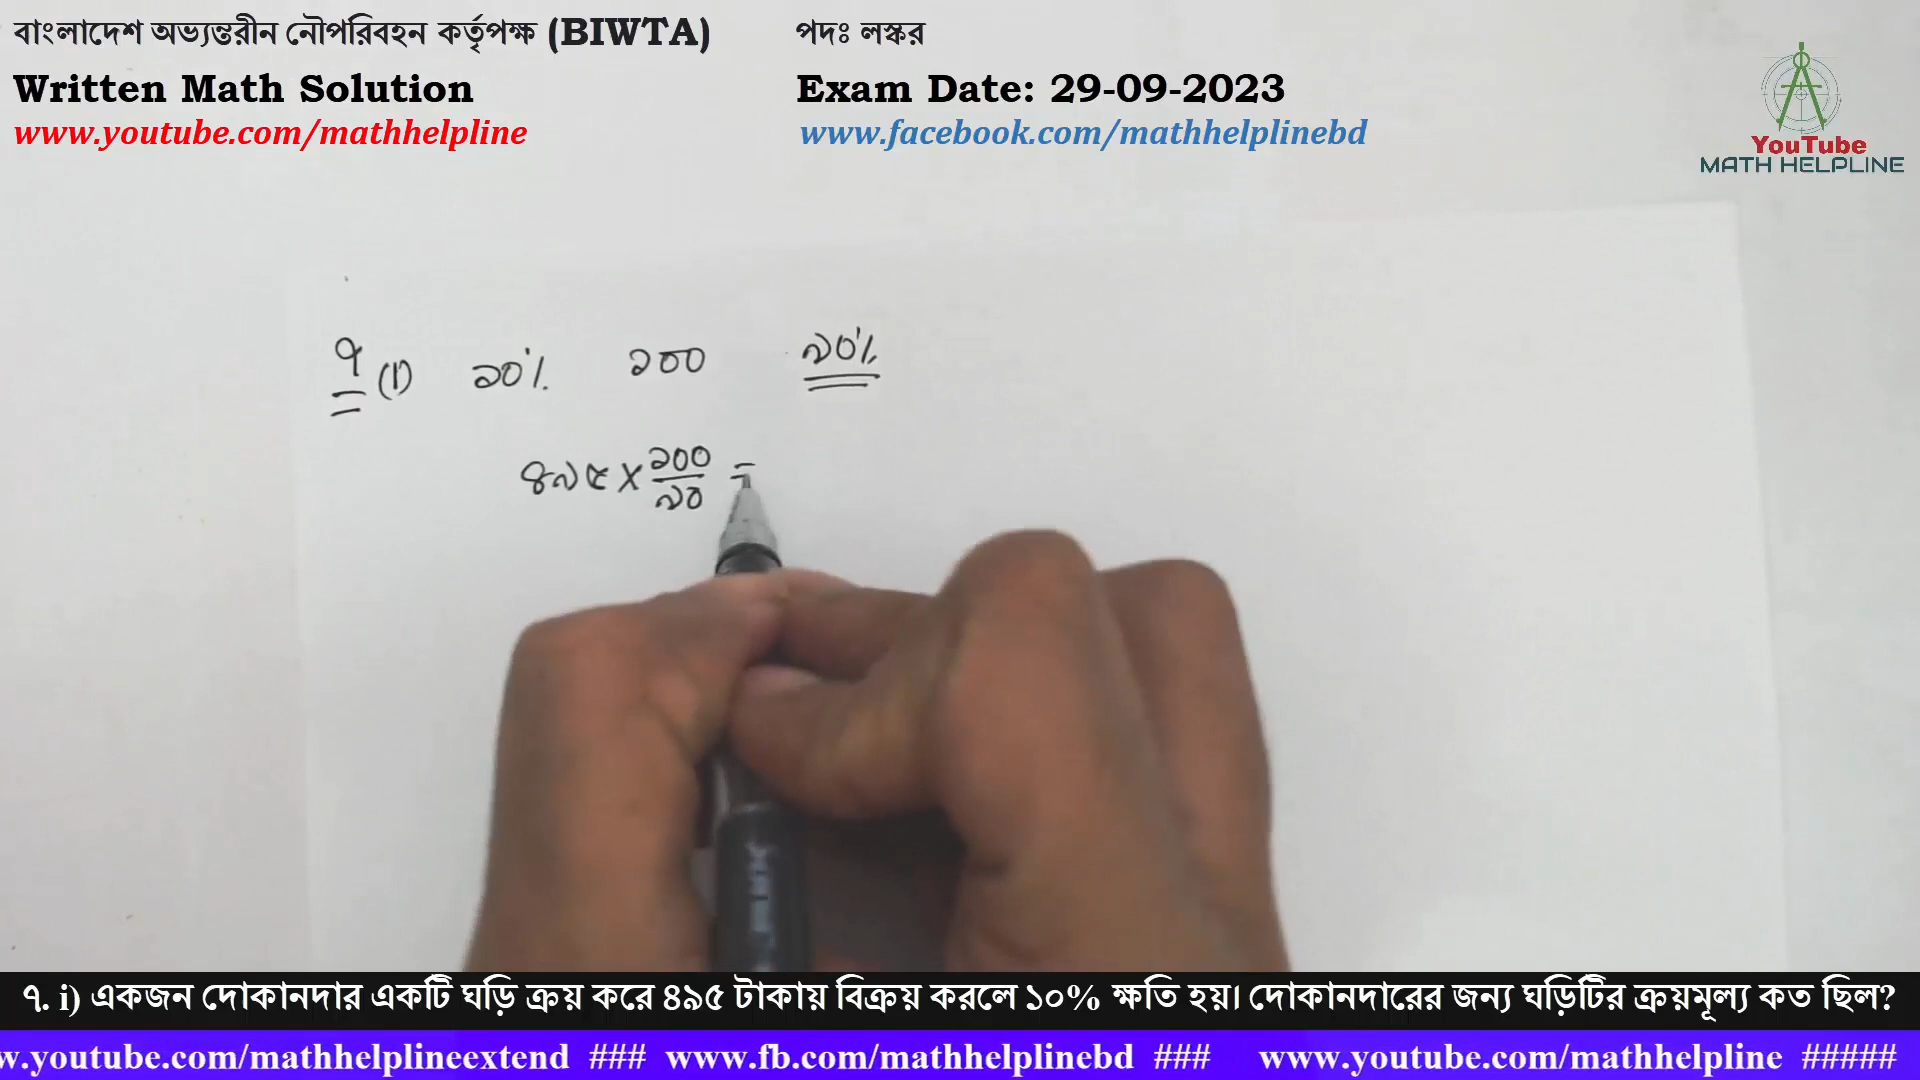 বাংলাদেশ অভ্যন্তরীন নৌপরিবহন কর্তৃপক্ষ (BIWTA) পদঃ লস্কর
Written Math Solution Exam Date: 29-09-2023
www.youtube.com/mathhelpline www.facebook.com/mathhelplinebd
YouTube
MATH HELPLINE
৭ (i) ১০% ১০০ ৯০%
৪৯৫ × ১০০/৯০ =
৭. i) একজন দোকানদার একটি ঘড়ি ক্রয় করে ৪৯৫ টাকায় বিক্রয় করলে ১০% ক্ষতি হয়। দোকানদারের জন্য ঘড়িটির ক্রয়মূল্য কত ছিল?
w.youtube.com/mathhelplineextend ### www.fb.com/mathhelplinebd ### www.youtube.com/mathhelpline #####